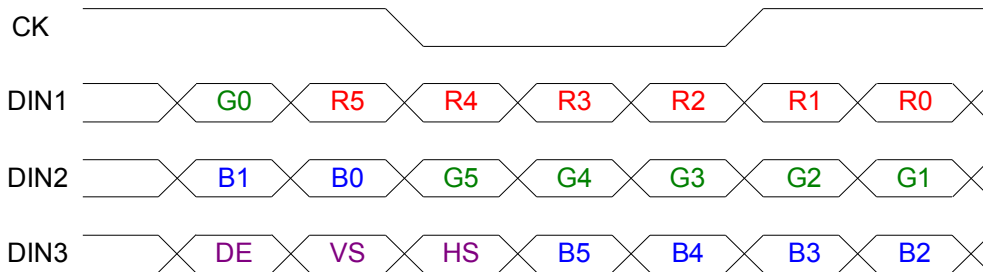 CK
DIN1 G0 R5 R4 R3 R2 R1 R0
DIN2 B1 B0 G5 G4 G3 G2 G1
DIN3 DE VS HS B5 B4 B3 B2